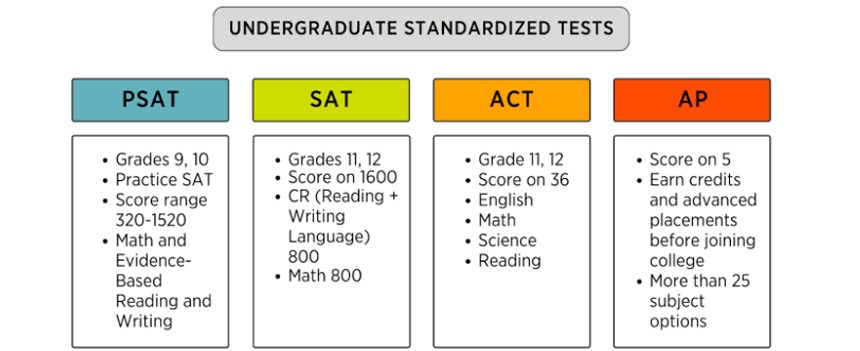 UNDERGRADUATE STANDARDIZED TESTS
PSAT
• Grades 9, 10
• Practice SAT
• Score range
320-1520
• Math and
Evidence-
Based
Reading and
Writing
SAT
• Grades 11, 12
• Score on 1600
• CR (Reading +
Writing
Language)
800
• Math 800
ACT
• Grade 11, 12
• Score on 36
• English
• Math
• Science
• Reading
AP
• Score on 5
• Earn credits
and advanced
placements
before joining
college
• More than 25
subject
options